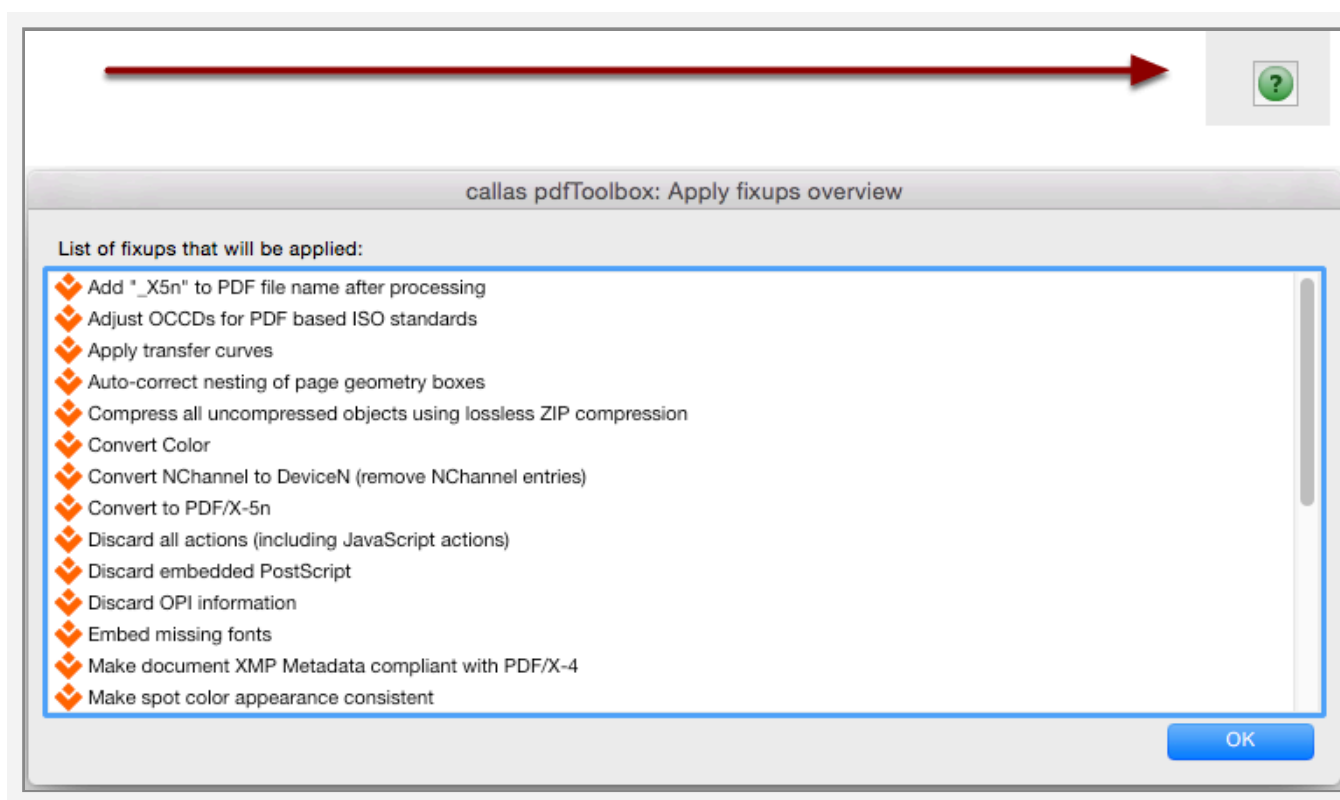 ?
callas pdfToolbox: Apply fixups overview
List of fixups that will be applied:
Add "_X5n" to PDF file name after processing
Adjust OCCDs for PDF based ISO standards
Apply transfer curves
Auto-correct nesting of page geometry boxes
Compress all uncompressed objects using lossless ZIP compression
Convert Color
Convert NChannel to DeviceN (remove NChannel entries)
Convert to PDF/X-5n
Discard all actions (including JavaScript actions)
Discard embedded PostScript
Discard OPI information
Embed missing fonts
Make document XMP Metadata compliant with PDF/X-4
Make spot color appearance consistent
OK